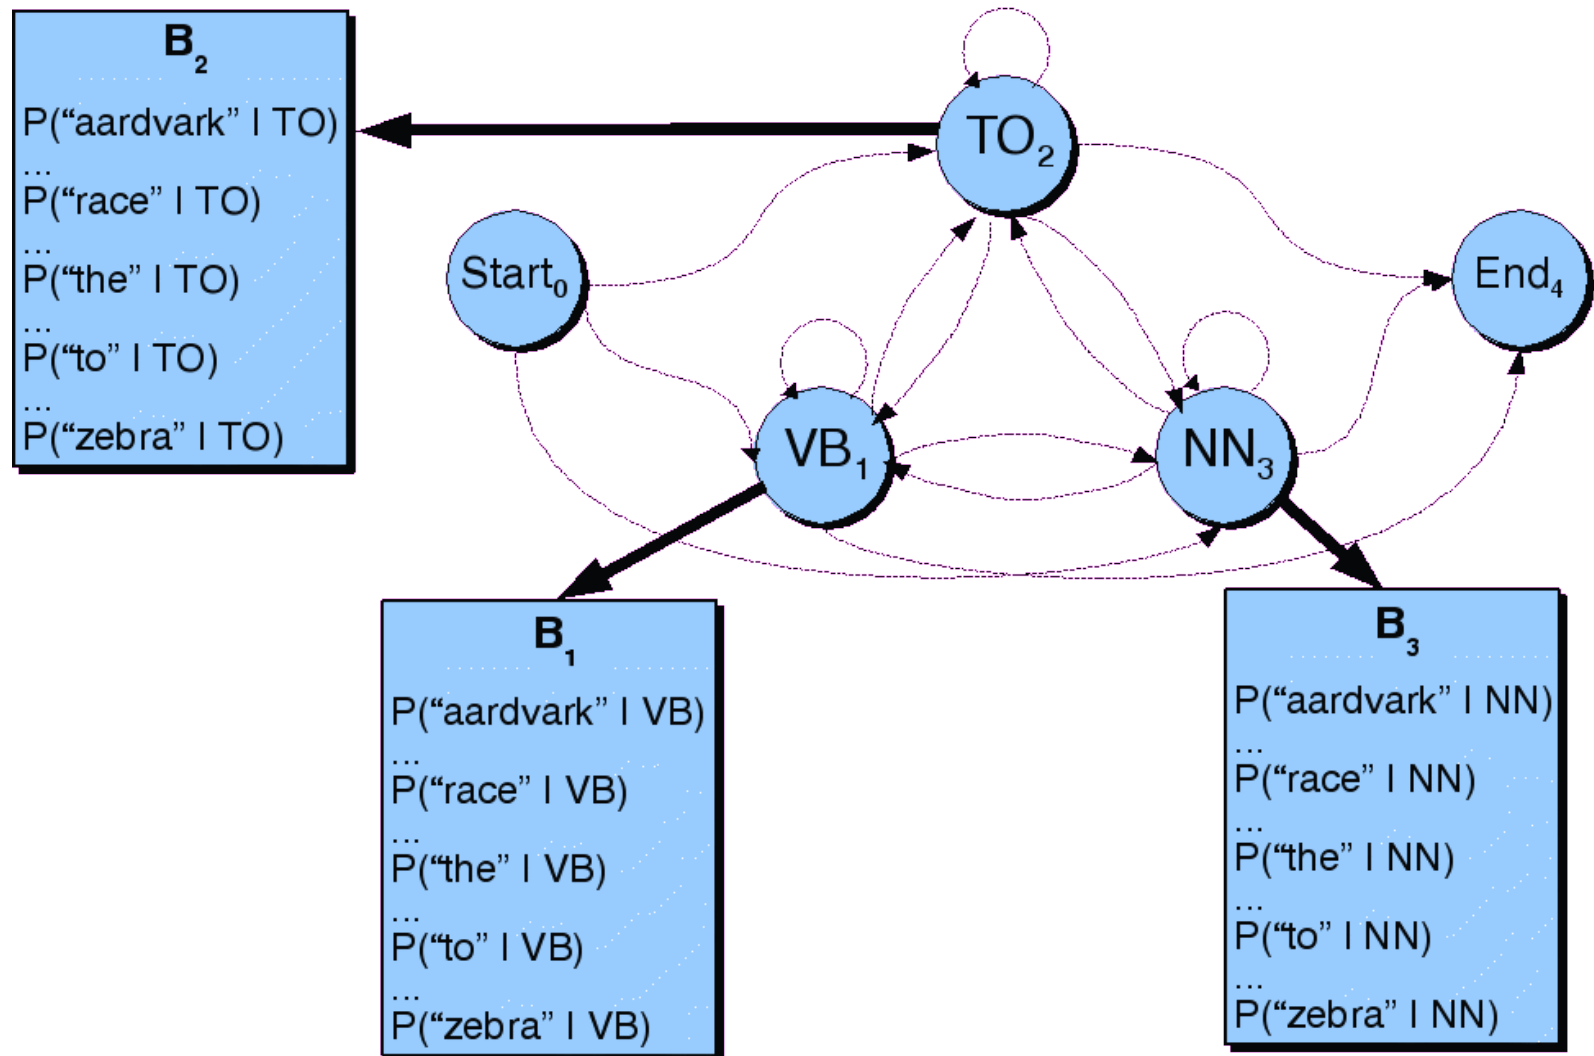 B₂
P(“aardvark” | TO)
...
P(“race” | TO)
...
P(“the” | TO)
...
P(“to” | TO)
...
P(“zebra” | TO)
TO₂
Start₀
End₄
VB₁
NN₃
B₁
P(“aardvark” | VB)
...
P(“race” | VB)
...
P(“the” | VB)
...
P(“to” | VB)
...
P(“zebra” | VB)
B₃
P(“aardvark” | NN)
...
P(“race” | NN)
...
P(“the” | NN)
...
P(“to” | NN)
...
P(“zebra” | NN)